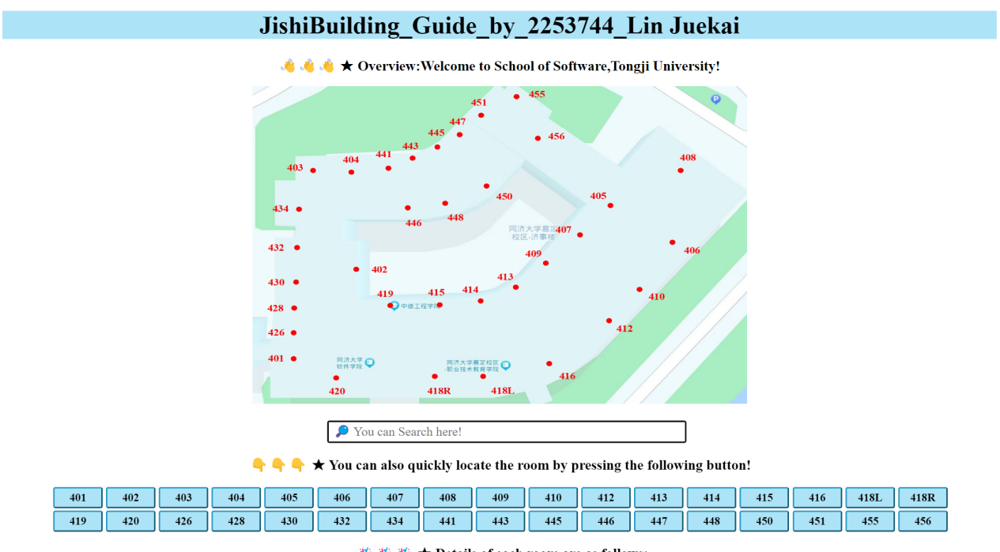 JishiBuilding_Guide_by_2253744_Lin Juekai
★ Overview:Welcome to School of Software,Tongji University!
455
451
447
456
445
443
441
408
404
403
405
450
434
448
446
同济大学嘉定
校区-济事楼
407
432
406
409
402
430
413
414
419
415
410
中德工程学院
428
412
426
401
同济大学
软件学院
同济大学嘉定校区
-职业技术教育学院
416
420
418R
418L
You can Search here!
★ You can also quickly locate the room by pressing the following button!
401 402 403 404 405 406 407 408 409 410 412 413 414 415 416 418L 418R
419 420 426 428 430 432 434 441 443 445 446 447 448 450 451 455 456
★ Details of each room are as follows: